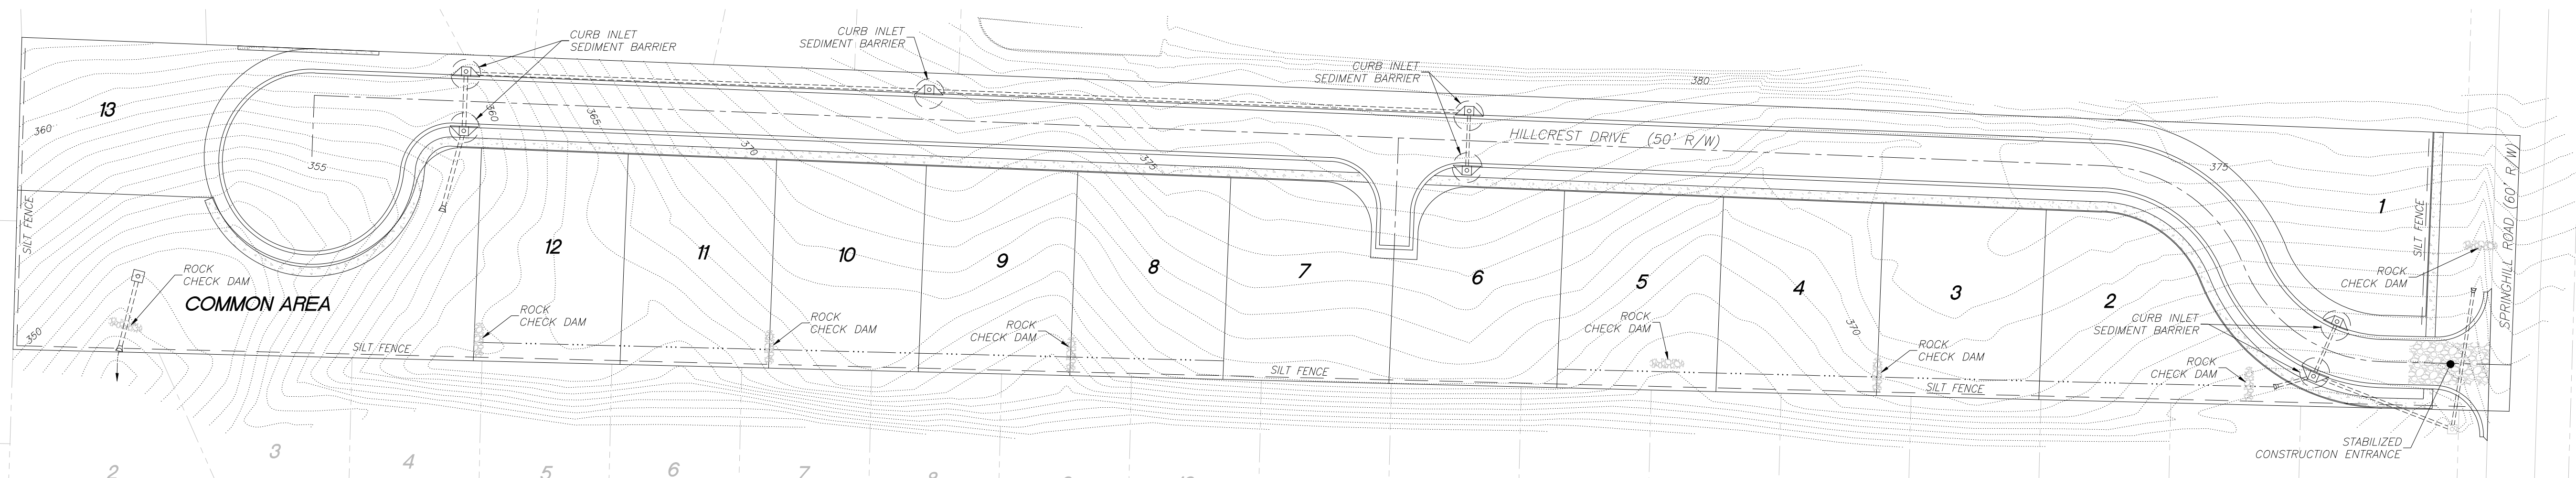 CURB INLET
SEDIMENT BARRIER
CURB INLET
SEDIMENT BARRIER
CURB INLET
SEDIMENT BARRIER
380
13
360
360
365
370
375
HILLCREST DRIVE (50' R/W)
375
355
SILT FENCE
12
11
10
9
8
7
6
5
4
3
2
1
SILT FENCE
SPRINGHILL ROAD (60' R/W)
ROCK
CHECK DAM
COMMON AREA
ROCK
CHECK DAM
350
ROCK
CHECK DAM
ROCK
CHECK DAM
ROCK
CHECK DAM
ROCK
CHECK DAM
370
CURB INLET
SEDIMENT BARRIER
SILT FENCE
SILT FENCE
ROCK
CHECK DAM
ROCK
CHECK DAM
SILT FENCE
STABILIZED
CONSTRUCTION ENTRANCE
2
3
4
5
6
7